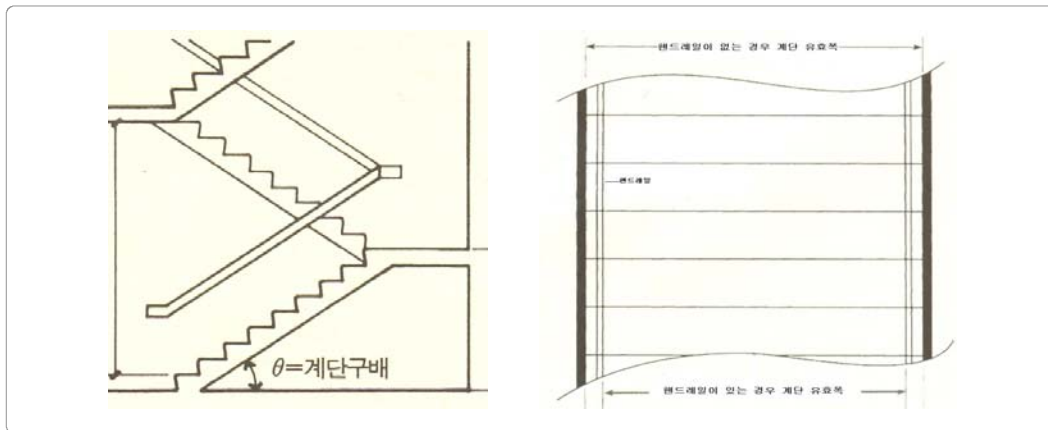 θ=계단구배
핸드레일이 없는 경우 계단 유효폭
핸드레일
핸드레일이 있는 경우 계단 유효폭